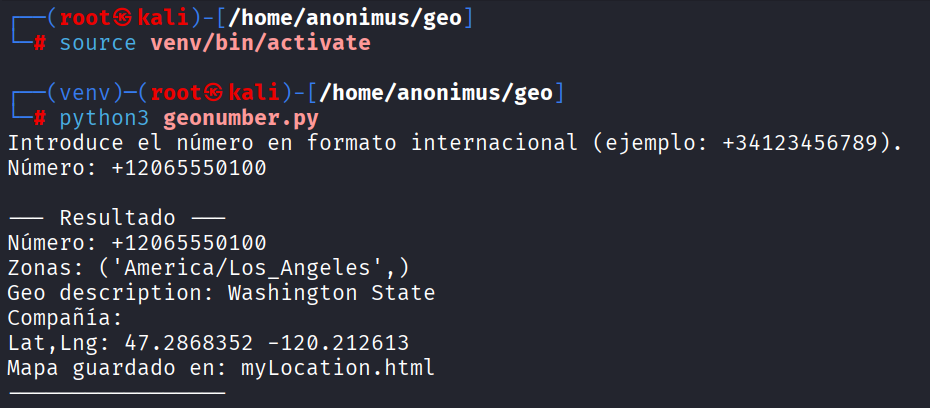 ┌──(root㉿kali)-[/home/anonimus/geo]
└─# source venv/bin/activate
┌──(venv)─(root㉿kali)-[/home/anonimus/geo]
└─# python3 geonumber.py
Introduce el número en formato internacional (ejemplo: +34123456789).
Número: +12065550100
─── Resultado ───
Número: +12065550100
Zonas: ('America/Los_Angeles',)
Geo description: Washington State
Compañía:
Lat,Lng: 47.2868352 -120.212613
Mapa guardado en: myLocation.html
─────────────────